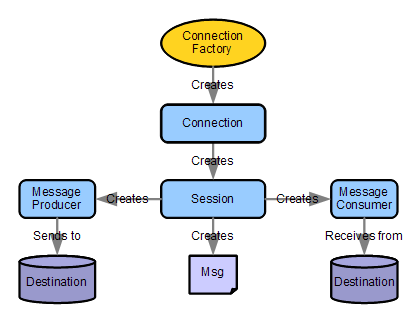 Connection
Factory
Creates
Connection
Creates
Message
Producer
Creates
Session
Creates
Message
Consumer
Sends to
Creates
Receives from
Destination
Msg
Destination